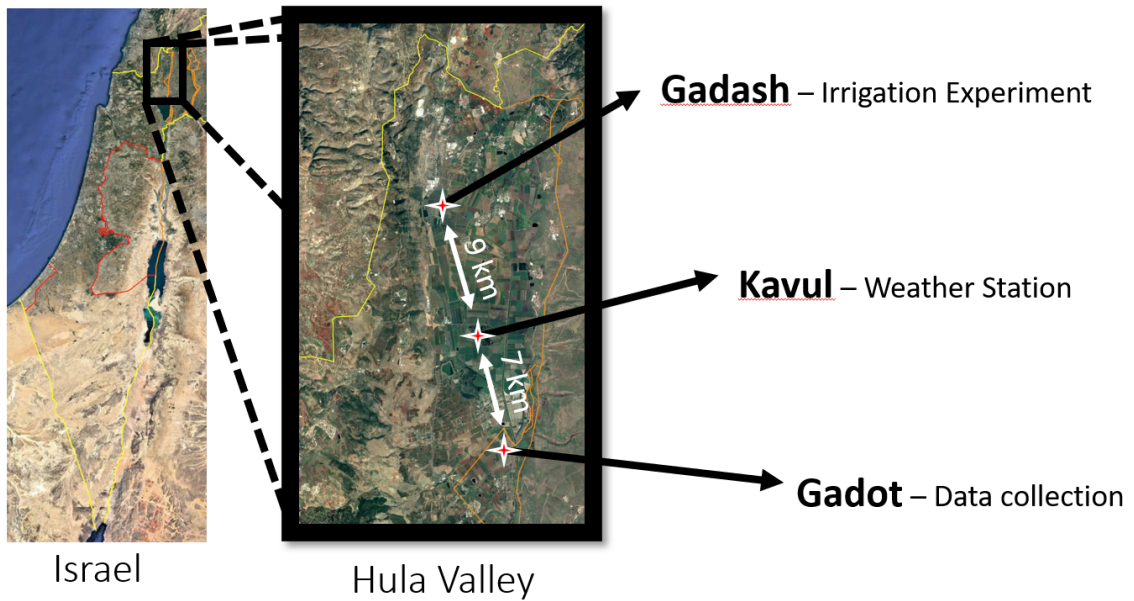 Gadash – Irrigation Experiment
9 km
Kavul – Weather Station
7 km
Gadot – Data collection
Israel
Hula Valley